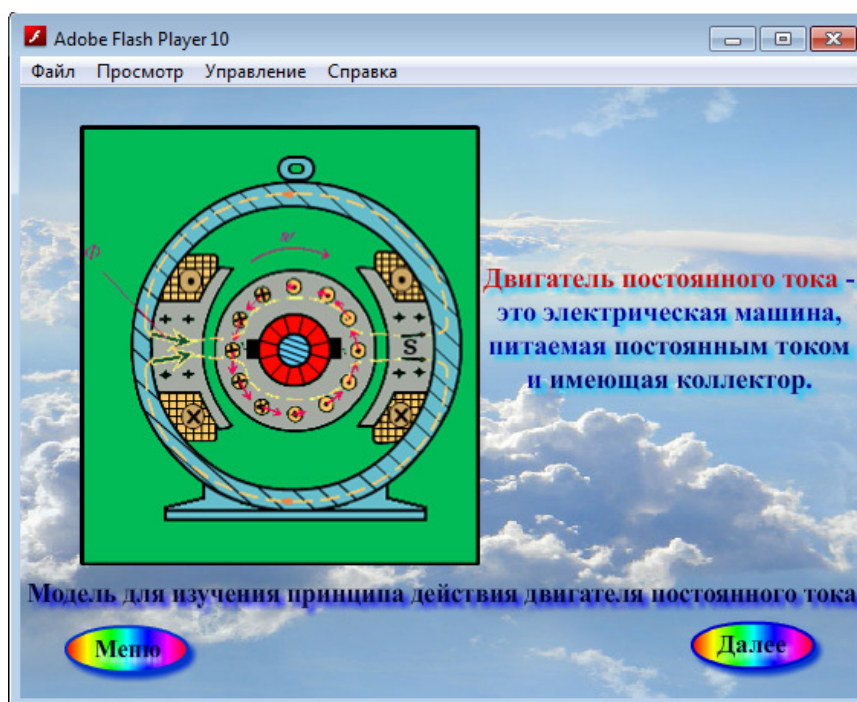 Adobe Flash Player 10
Файл Просмотр Управление Справка
Ф
S
Двигатель постоянного тока -
это электрическая машина,
питаемая постоянным током
и имеющая коллектор.
Модель для изучения принципа действия двигателя постоянного тока
Меню
Далее